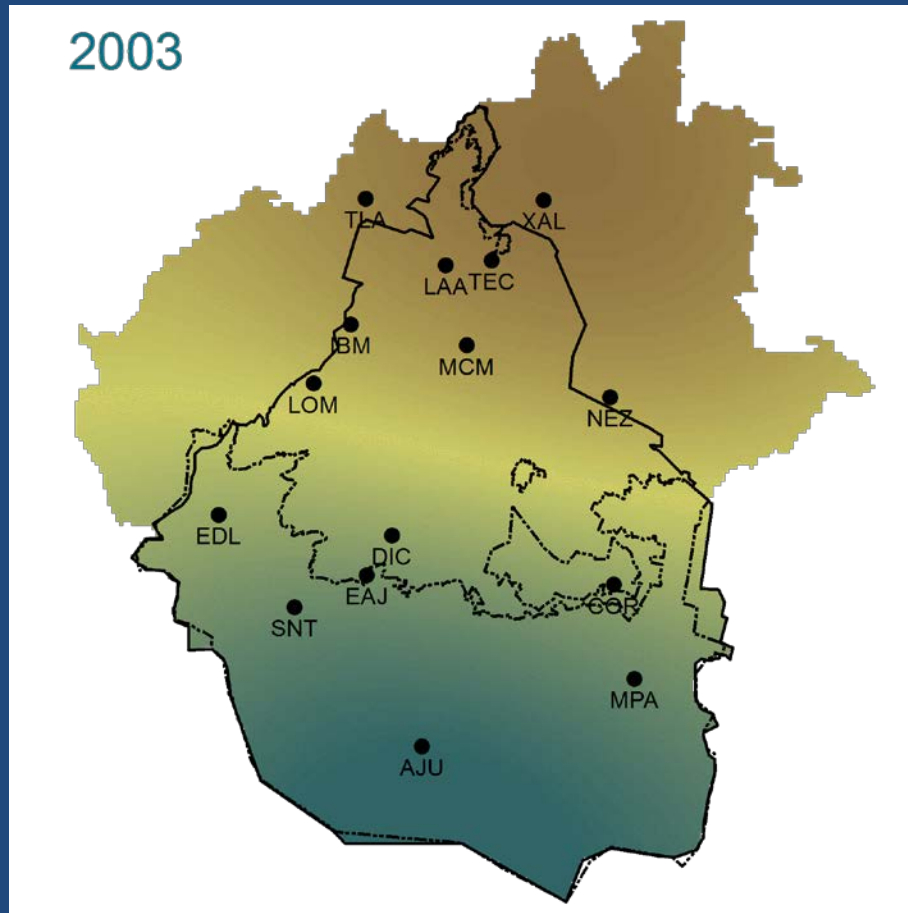 2003
TLA
XAL
LAA
TEC
IBM
MCM
LOM
NEZ
EDL
DIC
EAJ
COR
SNT
MPA
AJU